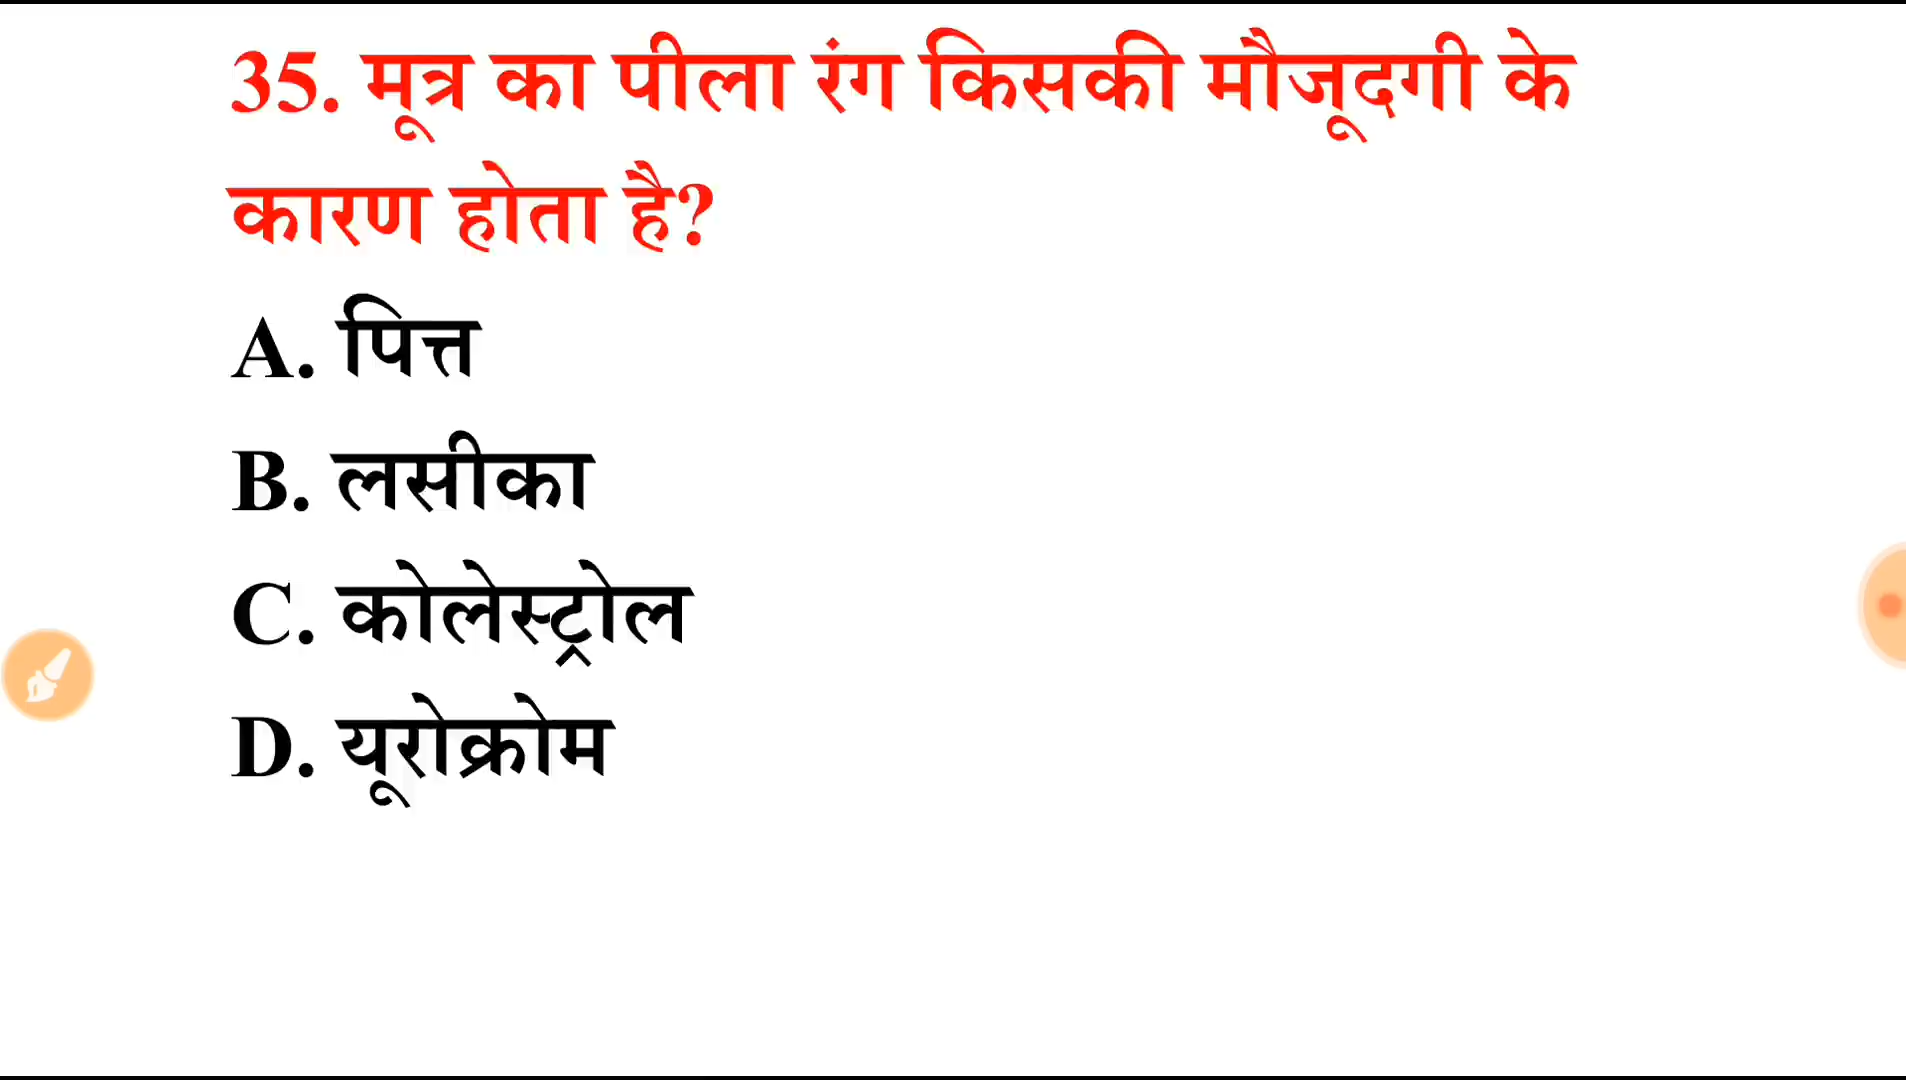 35. मूत्र का पीला रंग किसकी मौजूदगी के
कारण होता है?
A. पित्त
B. लसीका
C. कोलेस्ट्रोल
D. यूरोक्रोम